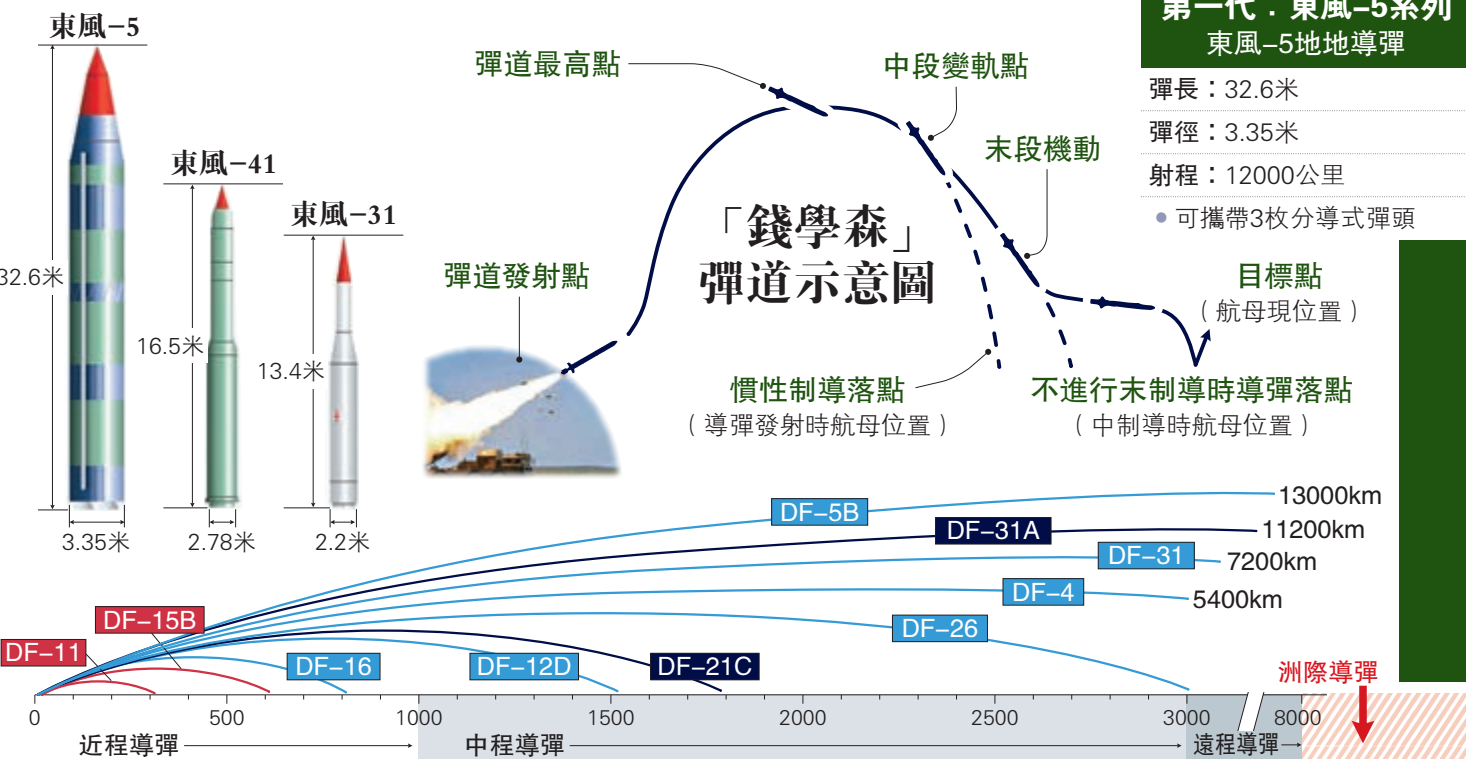 東風-5
32.6米
3.35米
東風-41
16.5米
2.78米
東風-31
13.4米
2.2米
「錢學森」
彈道示意圖
彈道發射點
彈道最高點
中段變軌點
末段機動
目標點
(航母現位置)
慣性制導落點
(導彈發射時航母位置)
不進行末制導時導彈落點
(中制導時航母位置)
第一代:東風-5系列
東風-5地地導彈
彈長:32.6米
彈徑:3.35米
射程:12000公里
● 可攜帶3枚分導式彈頭
DF-5B
13000km
DF-31A
11200km
DF-31
7200km
DF-4
5400km
DF-26
DF-15B
DF-11
DF-16
DF-12D
DF-21C
洲際導彈
0
500
1000
1500
2000
2500
3000
8000
近程導彈
中程導彈
遠程導彈